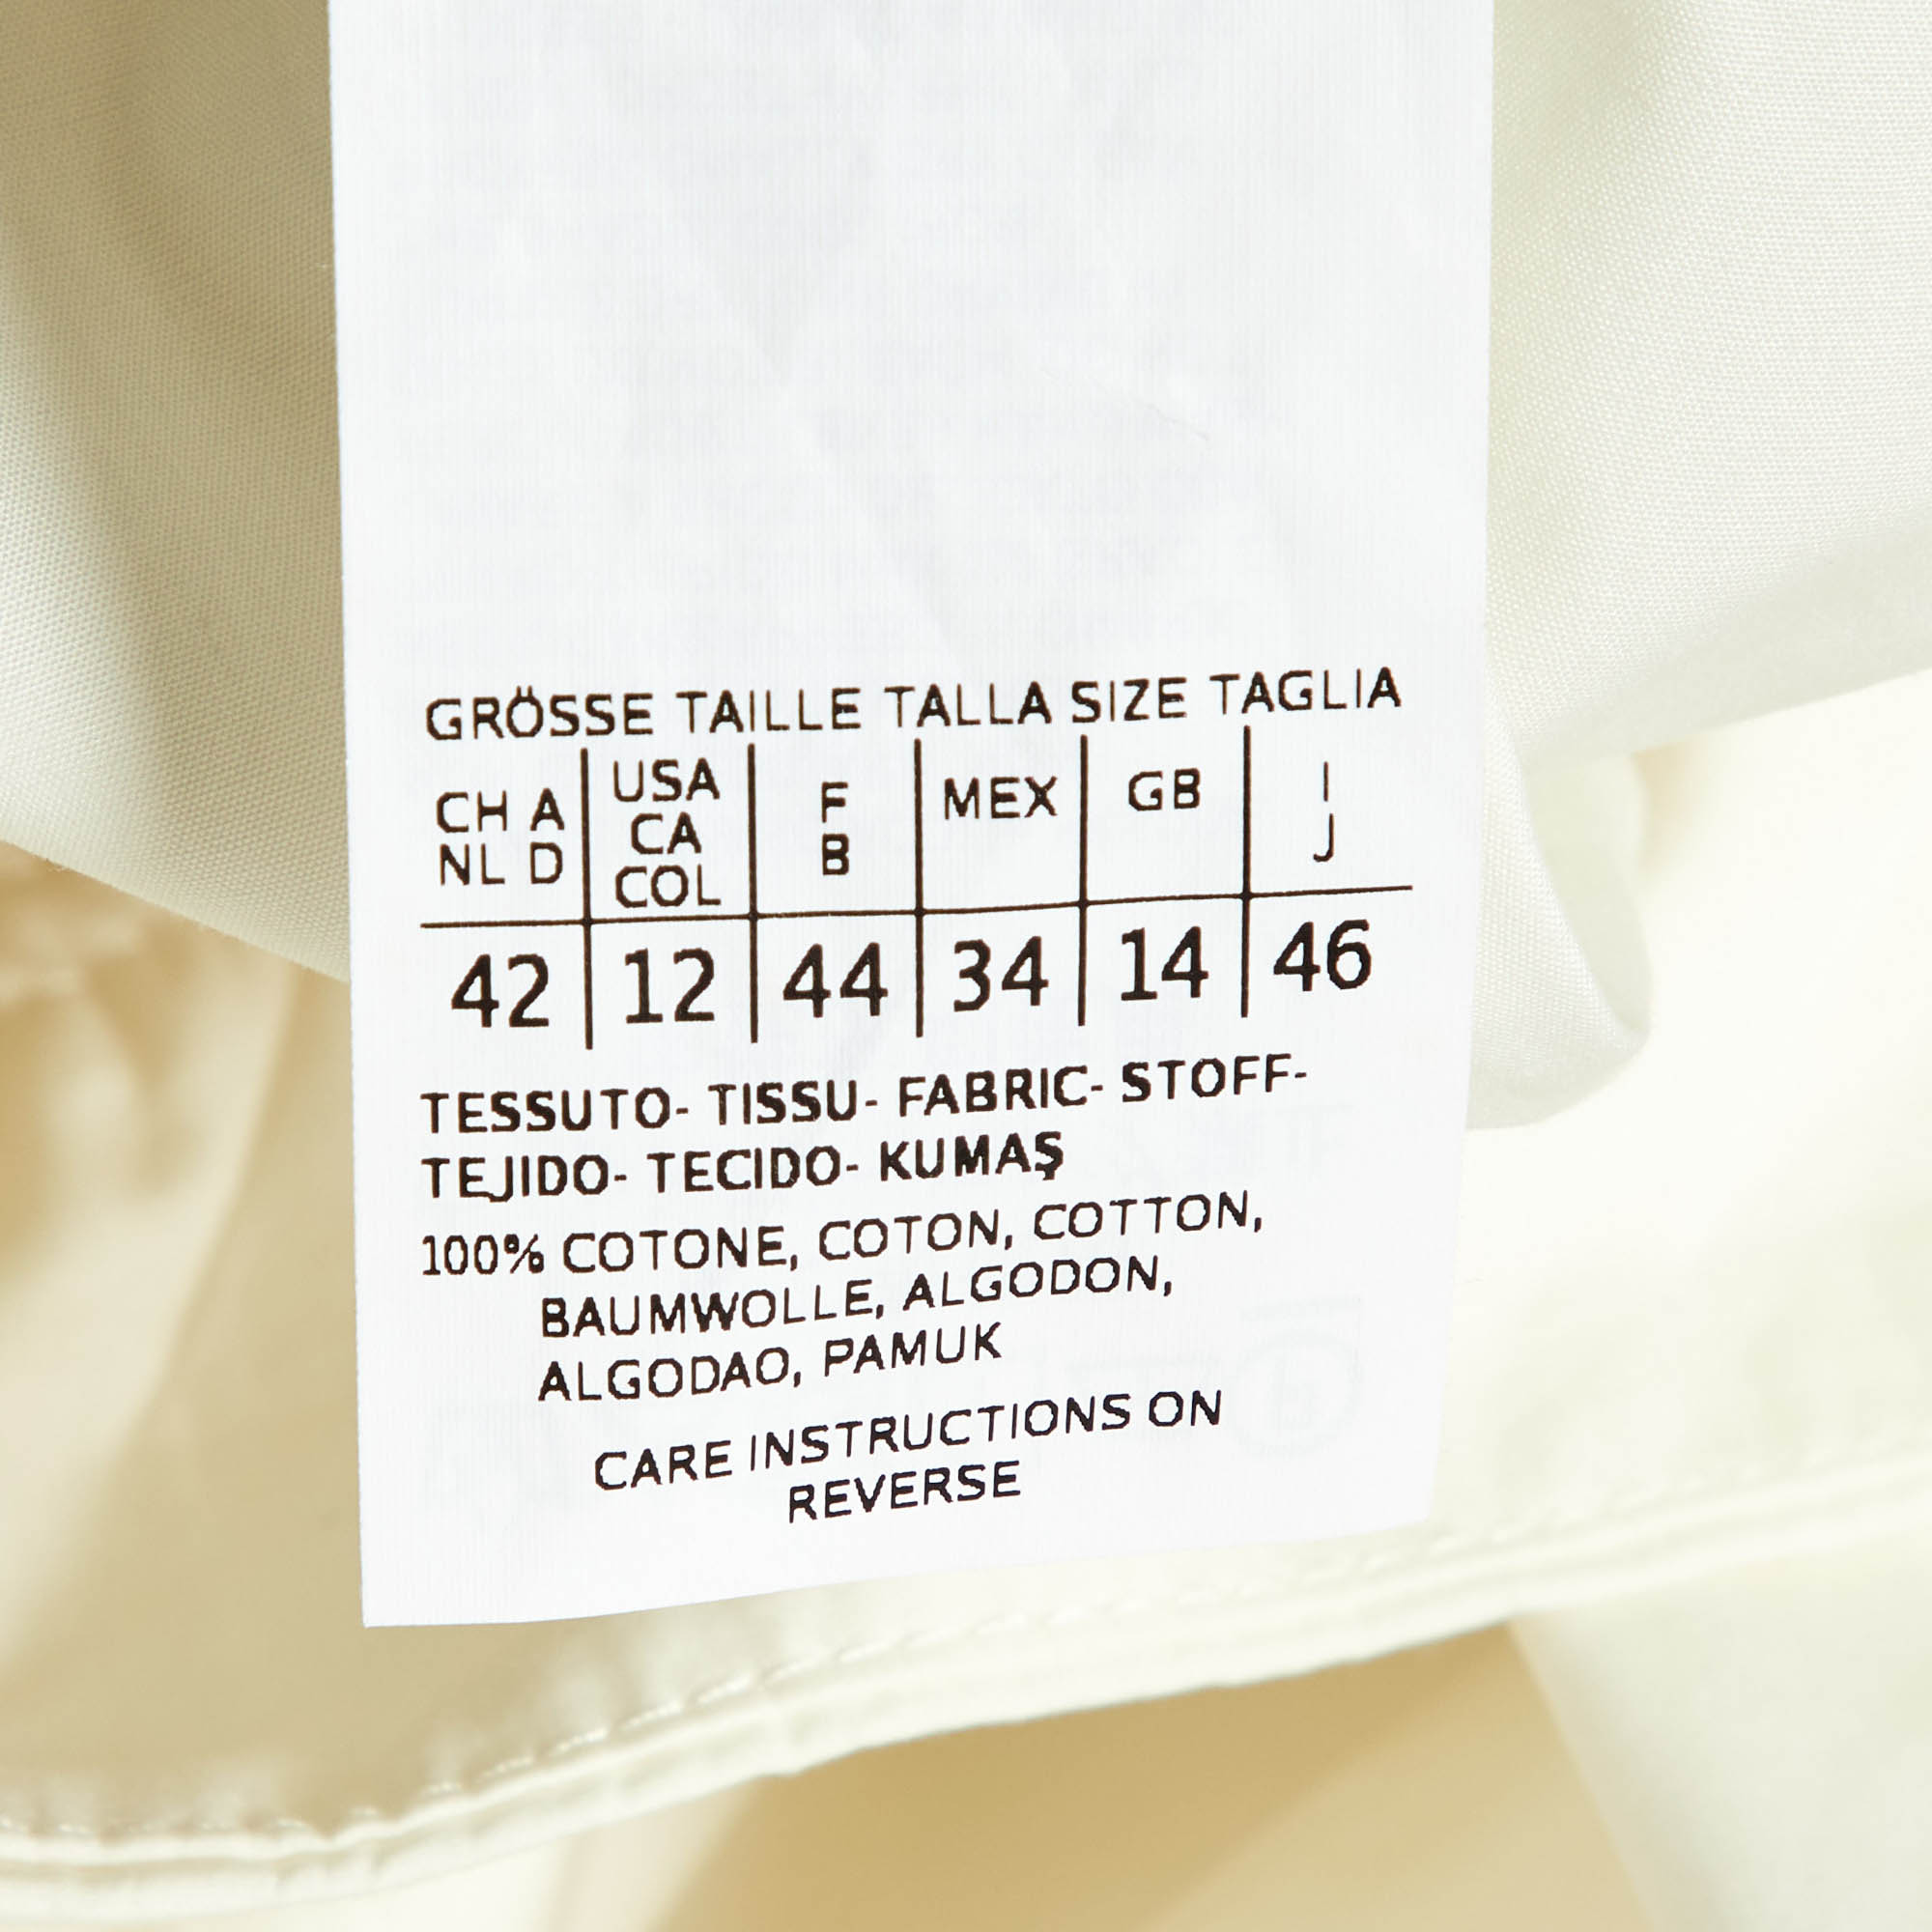 GRÖSSE TAILLE TALLA SIZE TAGLIA
CH A USA F MEX GB I
NL D CA B J
COL
42 12 44 34 14 46
TESSUTO- TISSU- FABRIC- STOFF-
TEJIDO- TECIDO- KUMAŞ
100% COTONE, COTON, COTTON,
BAUMWOLLE, ALGODON,
ALGODAO, PAMUK
CARE INSTRUCTIONS ON
REVERSE